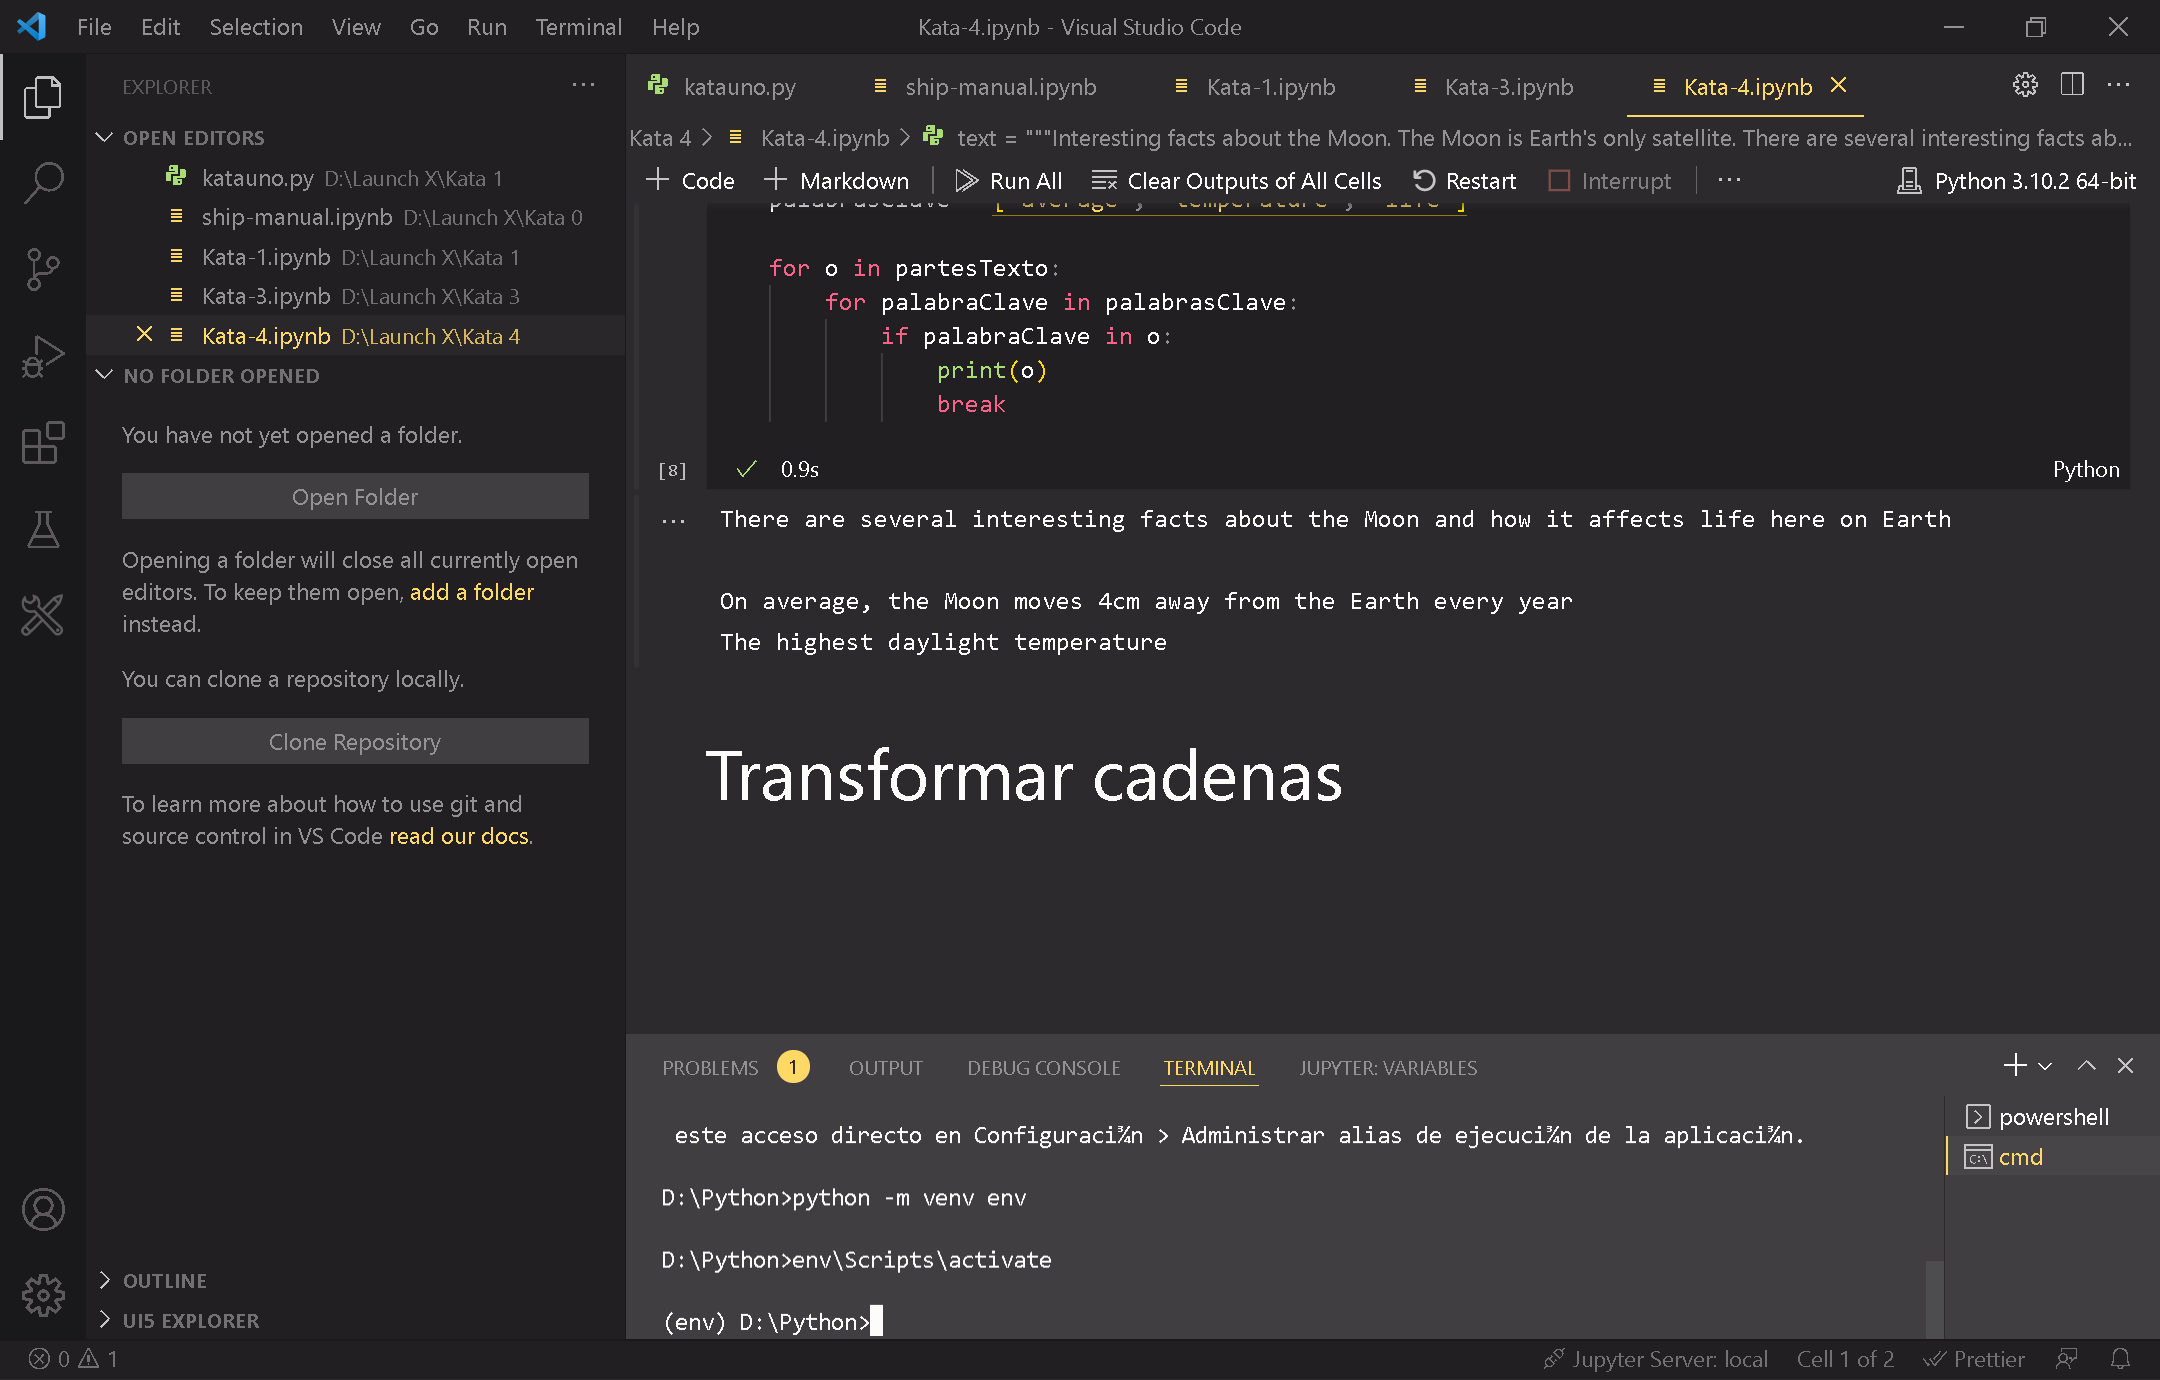 File Edit Selection View Go Run Terminal Help
Kata-4.ipynb - Visual Studio Code
EXPLORER
OPEN EDITORS
katauno.py D:\Launch X\Kata 1
ship-manual.ipynb D:\Launch X\Kata 0
Kata-1.ipynb D:\Launch X\Kata 1
Kata-3.ipynb D:\Launch X\Kata 3
Kata-4.ipynb D:\Launch X\Kata 4
NO FOLDER OPENED
You have not yet opened a folder.
Open Folder
Opening a folder will close all currently open
editors. To keep them open, add a folder
instead.
You can clone a repository locally.
Clone Repository
To learn more about how to use git and
source control in VS Code read our docs.
OUTLINE
UI5 EXPLORER
katauno.py ship-manual.ipynb Kata-1.ipynb Kata-3.ipynb Kata-4.ipynb
Kata 4 > Kata-4.ipynb > text = """Interesting facts about the Moon. The Moon is Earth's only satellite. There are several interesting facts ab...
+ Code + Markdown Run All Clear Outputs of All Cells Restart Interrupt ... Python 3.10.2 64-bit
palabrasClave ["average", "temperature", "life"]
for o in partesTexto:
for palabraClave in palabrasClave:
if palabraClave in o:
print(o)
break
[8] 0.9s Python
... There are several interesting facts about the Moon and how it affects life here on Earth
On average, the Moon moves 4cm away from the Earth every year
The highest daylight temperature
Transformar cadenas
PROBLEMS 1 OUTPUT DEBUG CONSOLE TERMINAL JUPYTER: VARIABLES
este acceso directo en Configuraci¾n > Administrar alias de ejecuci¾n de la aplicaci¾n.
D:\Python>python -m venv env
D:\Python>env\Scripts\activate
(env) D:\Python>
powershell
cmd
0 1
Jupyter Server: local Cell 1 of 2 Prettier